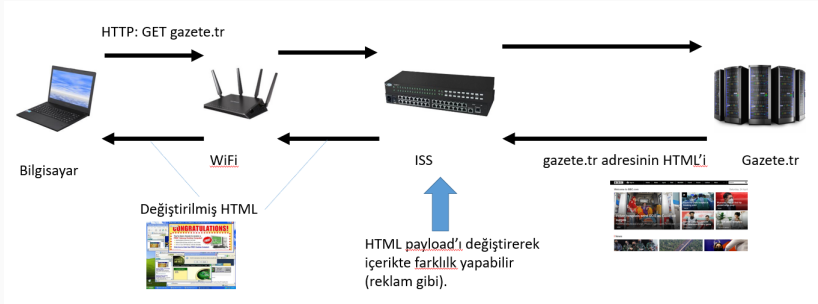 HTTP: GET gazete.tr
WiFi
ISS
gazete.tr adresinin HTML'i
Gazete.tr
Bilgisayar
Değiştirilmiş HTML
CONGRATULATIONS!
HTML payload'ı değiştirerek
içerikte farklılk yapabilir
(reklam gibi).